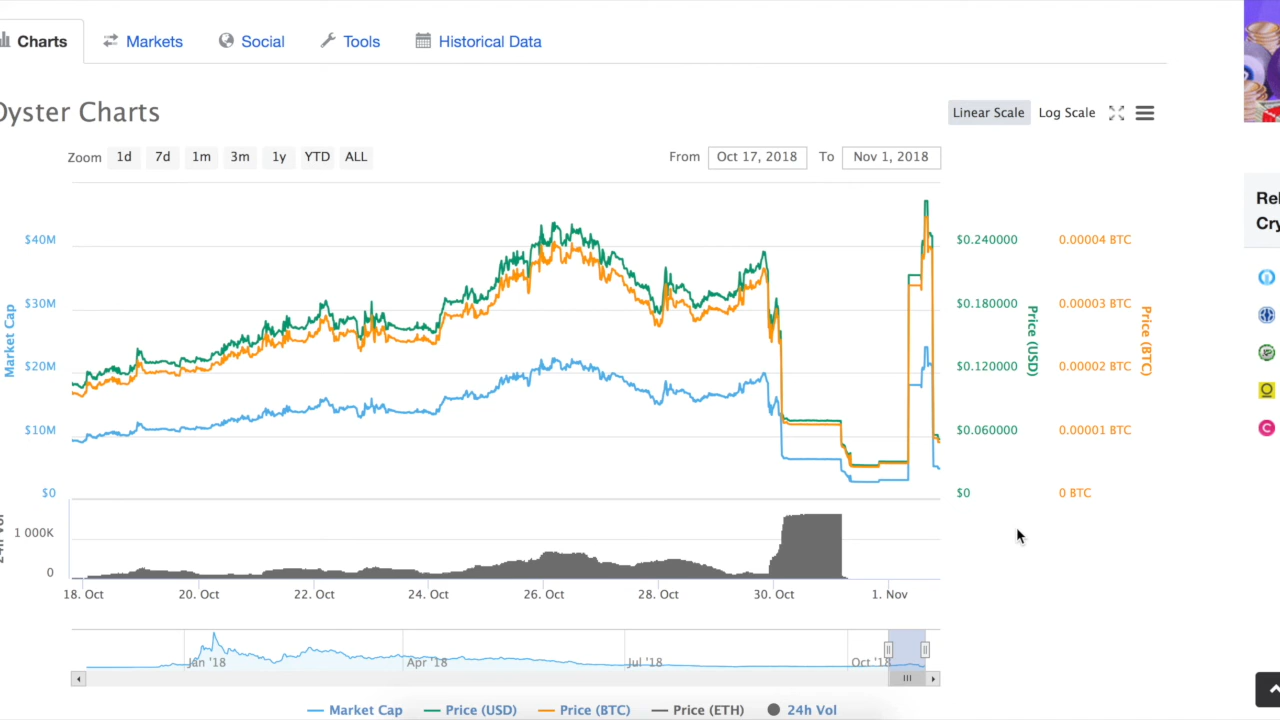 Charts Markets Social Tools Historical Data
Oyster Charts
Linear Scale Log Scale
Zoom 1d 7d 1m 3m 1y YTD ALL From Oct 17, 2018 To Nov 1, 2018
Rel
Cry
$40M $0.240000 0.00004 BTC
$30M $0.180000 0.00003 BTC
Market Cap
Price (USD)
Price (BTC)
$20M $0.120000 0.00002 BTC
$10M $0.060000 0.00001 BTC
$0 $0 0 BTC
24h Vol
1 000K
0
18. Oct 20. Oct 22. Oct 24. Oct 26. Oct 28. Oct 30. Oct 1. Nov
Jan '18 Apr '18 Jul '18 Oct '18
Market Cap Price (USD) Price (BTC) Price (ETH) 24h Vol